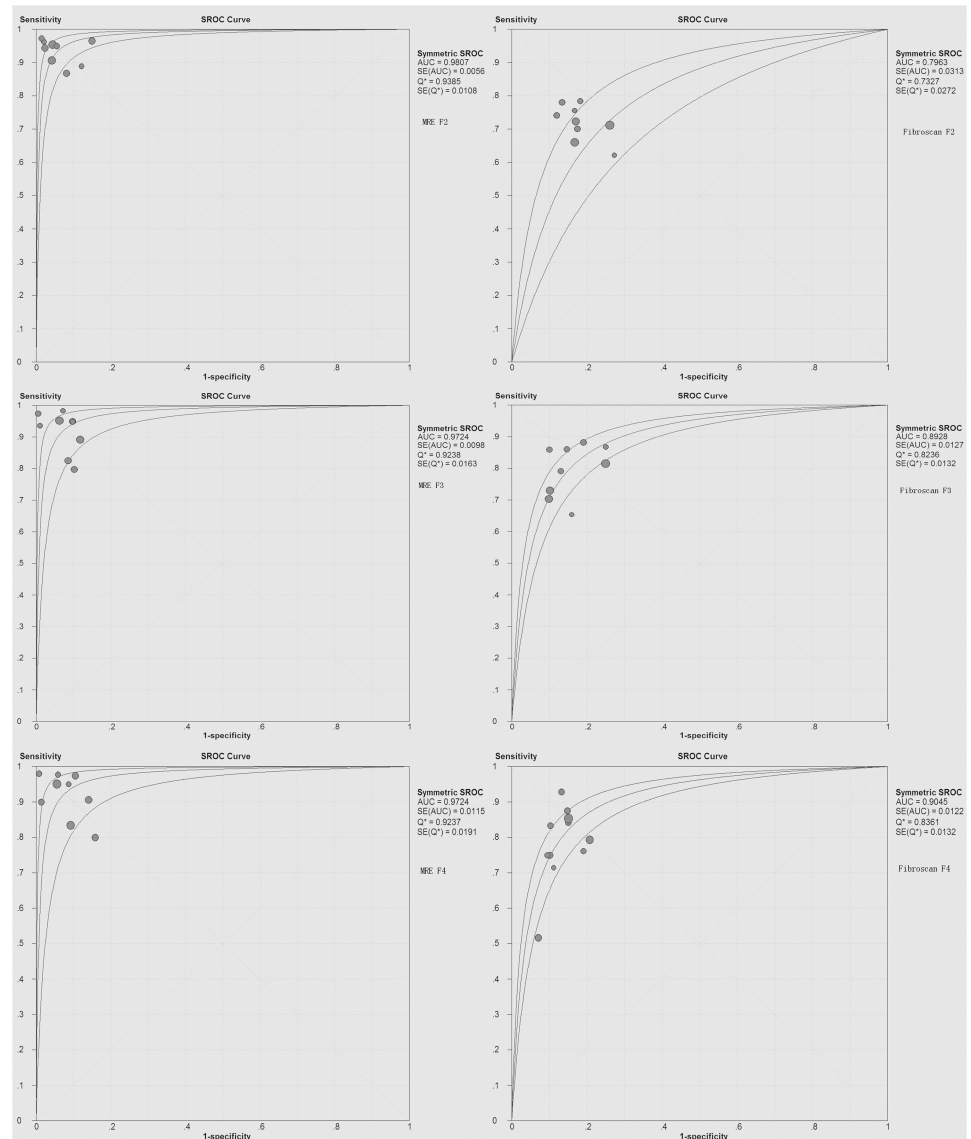 Sensitivity SROC Curve
1
.9
.8
.7
.6
.5
.4
.3
.2
.1
0
0 .2 .4 .6 .8 1
1-specificity
Symmetric SROC
AUC = 0.9807
SE(AUC) = 0.0056
Q* = 0.9385
SE(Q*) = 0.0108
MRE F2
Sensitivity SROC Curve
1
.9
.8
.7
.6
.5
.4
.3
.2
.1
0
0 .2 .4 .6 .8 1
1-specificity
Symmetric SROC
AUC = 0.7963
SE(AUC) = 0.0313
Q* = 0.7327
SE(Q*) = 0.0272
Fibroscan F2
Sensitivity SROC Curve
1
.9
.8
.7
.6
.5
.4
.3
.2
.1
0
0 .2 .4 .6 .8 1
1-specificity
Symmetric SROC
AUC = 0.9724
SE(AUC) = 0.0098
Q* = 0.9238
SE(Q*) = 0.0163
MRE F3
Sensitivity SROC Curve
1
.9
.8
.7
.6
.5
.4
.3
.2
.1
0
0 .2 .4 .6 .8 1
1-specificity
Symmetric SROC
AUC = 0.8928
SE(AUC) = 0.0127
Q* = 0.8236
SE(Q*) = 0.0132
Fibroscan F3
Sensitivity SROC Curve
1
.9
.8
.7
.6
.5
.4
.3
.2
.1
0
0 .2 .4 .6 .8 1
1-specificity
Symmetric SROC
AUC = 0.9724
SE(AUC) = 0.0115
Q* = 0.9237
SE(Q*) = 0.0191
MRE F4
Sensitivity SROC Curve
1
.9
.8
.7
.6
.5
.4
.3
.2
.1
0
0 .2 .4 .6 .8 1
1-specificity
Symmetric SROC
AUC = 0.9045
SE(AUC) = 0.0122
Q* = 0.8361
SE(Q*) = 0.0132
Fibroscan F4